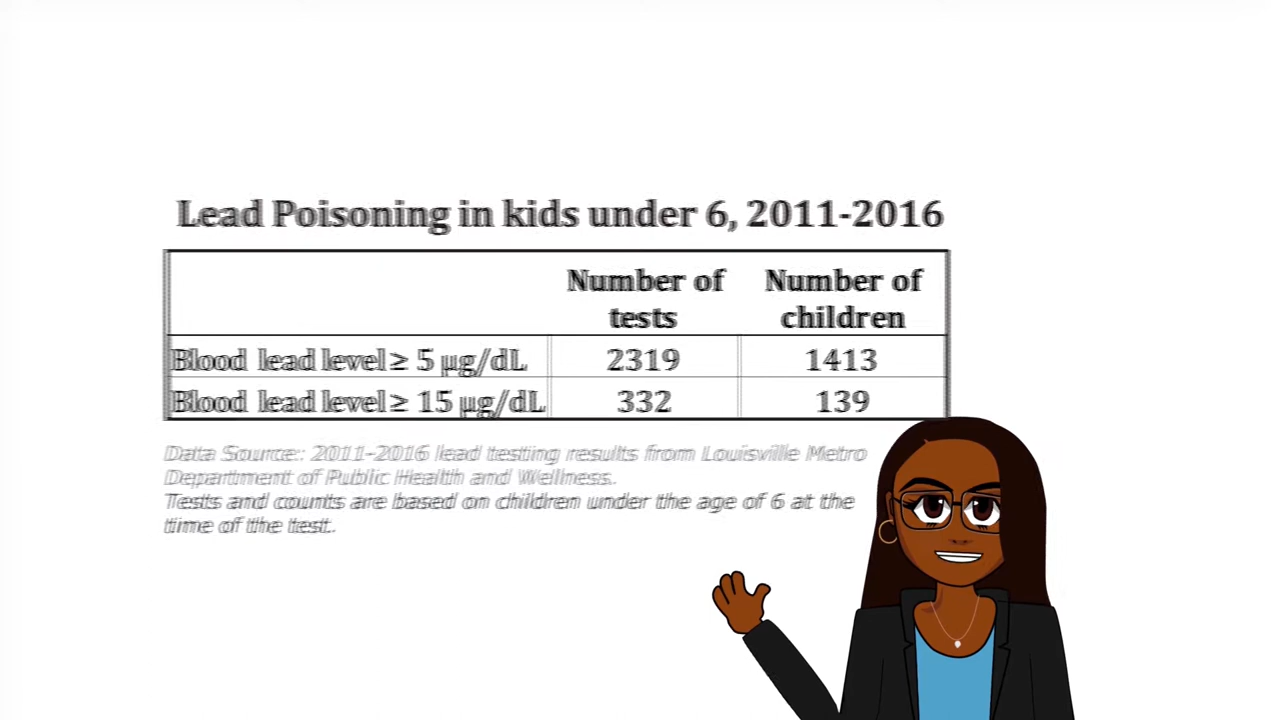 Lead Poisoning in kids under 6, 2011-2016
Number of tests Number of children
Blood lead level ≥ 5 µg/dL 2319 1413
Blood lead level ≥ 15 µg/dL 332 139
Data Source:: 2011-2016 lead testing results from Louisville Metro
Department of Public Health and Wellness.
Tests and counts are based on children under the age of 6 at the
time of the test.